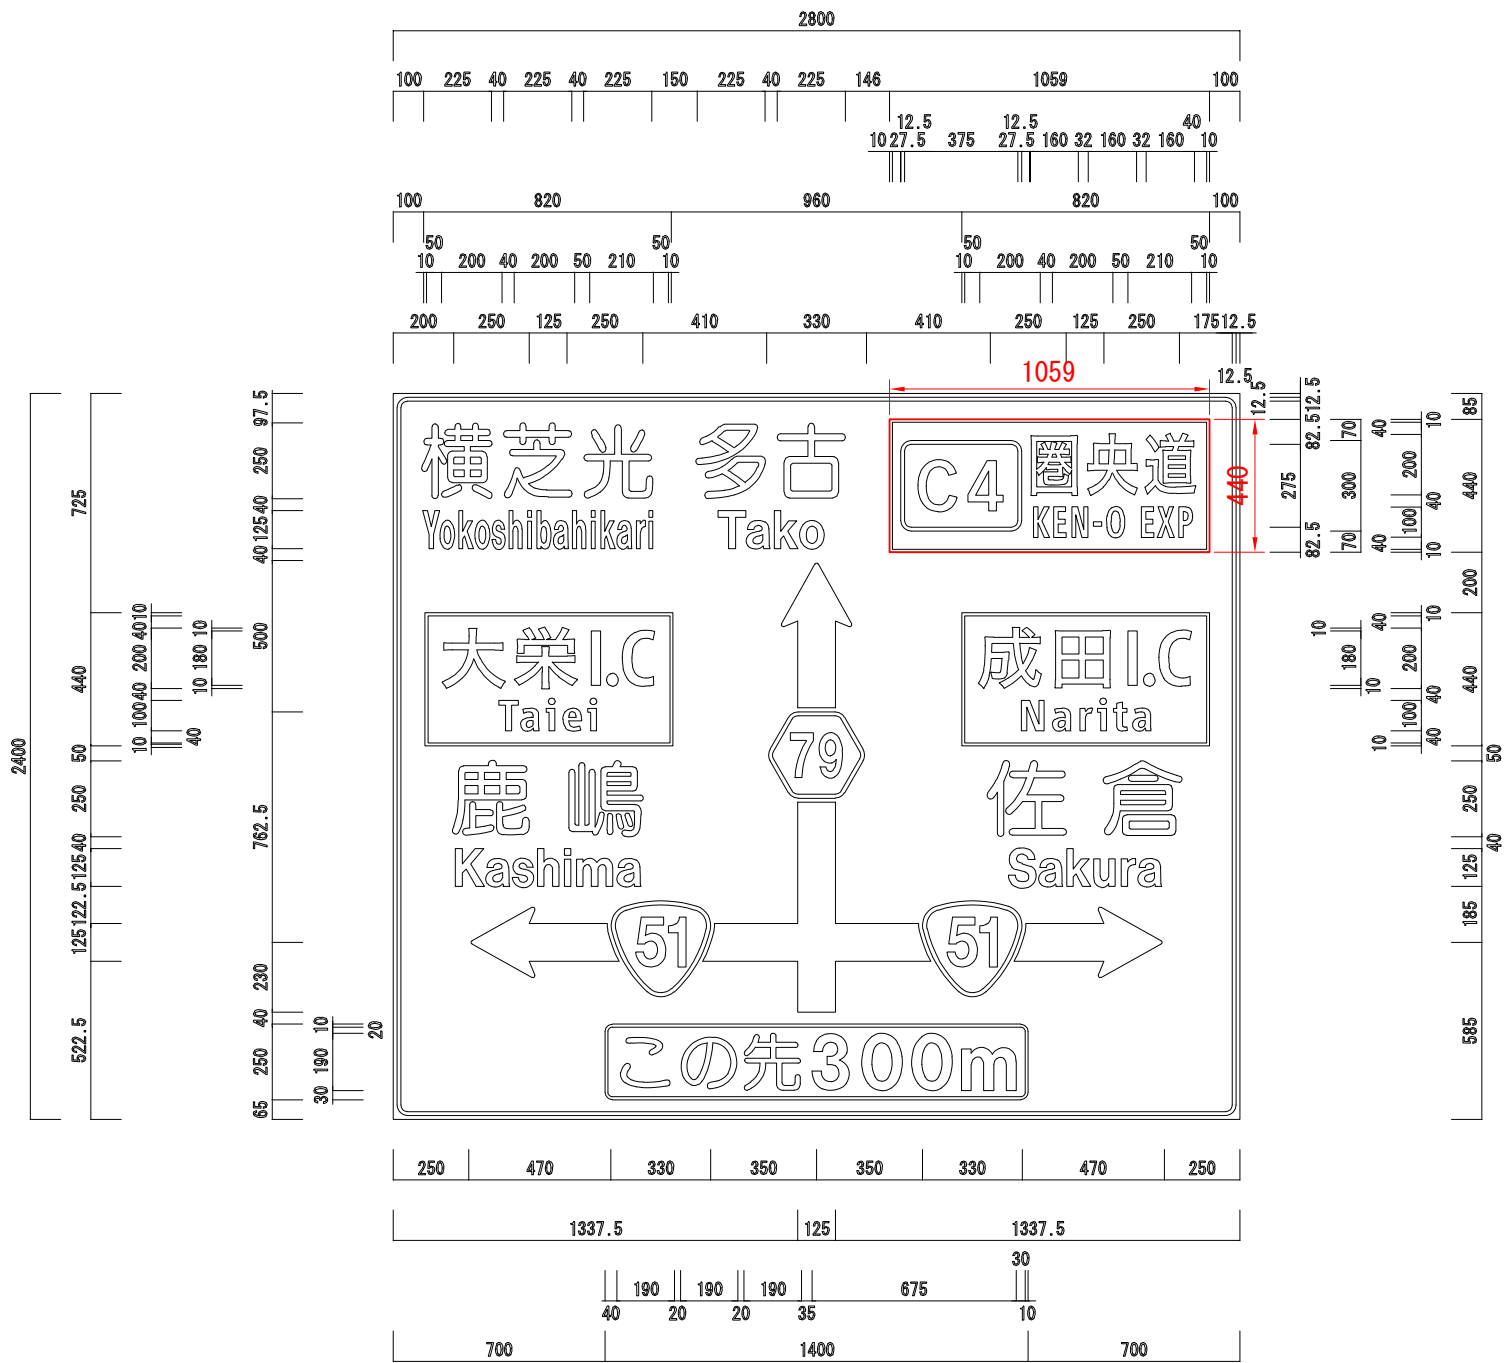 2800
100 225 40 225 40 225 150 225 40 225 146 1059 100
12.5 12.5 40
10 27.5 375 27.5 160 32 160 32 160 10
100 820 960 820 100
50 50 50 50
10 200 40 200 50 210 10 10 200 40 200 50 210 10
200 250 125 250 410 330 410 250 125 250 175 12.5
1059
12.5
440
横芝光 多古
Yokoshibahikari Tako
C4 圏央道
KEN-O EXP
大栄I.C
Taiei
成田I.C
Narita
79
鹿嶋
Kashima
佐倉
Sakura
51 51
この先300m
2400
725 440 50 250 40 125 122.5 125 522.5
10 40 200 40 100 10 40
10 180 10
97.5 250 40 125 40 500 762.5 230 40 250 65
10 190 30
20
12.5
12.5 82.5 275 82.5
70 300 70
10 180 10
10 40 200 40 100 40 10
10 40 200 40 100 40 10
85 440 200 440 250 125 185 585
50 40
250 470 330 350 350 330 470 250
1337.5 125 1337.5
30
190 190 190 675
40 20 20 35 10
700 1400 700